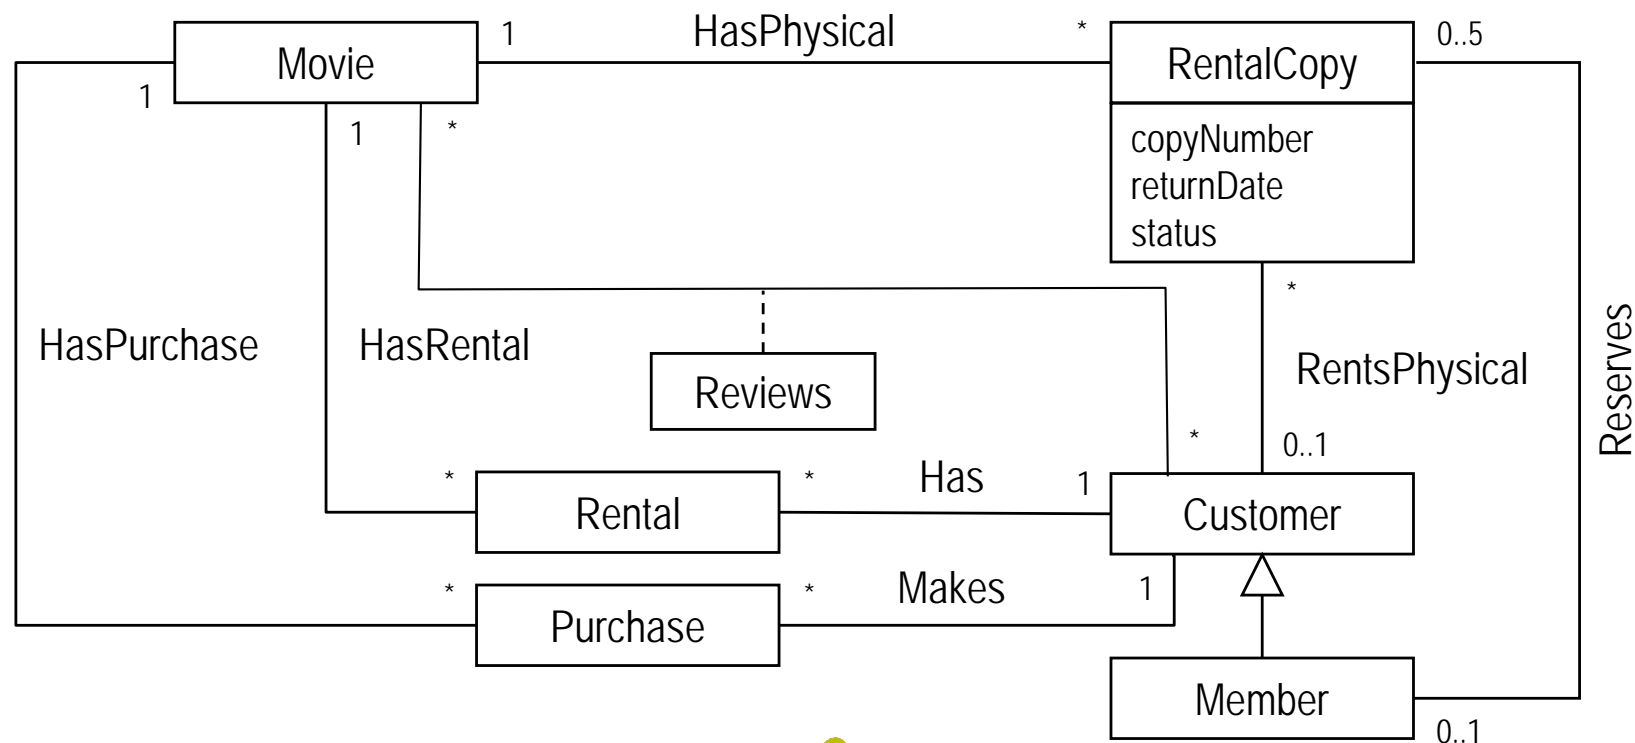 1 HasPhysical * 0..5
Movie RentalCopy
1
1 *
copyNumber
returnDate
status
*
HasPurchase HasRental Reviews RentsPhysical Reserves
* 0..1
* * Has 1
Rental Customer
* * Makes 1
Purchase
Member
0..1